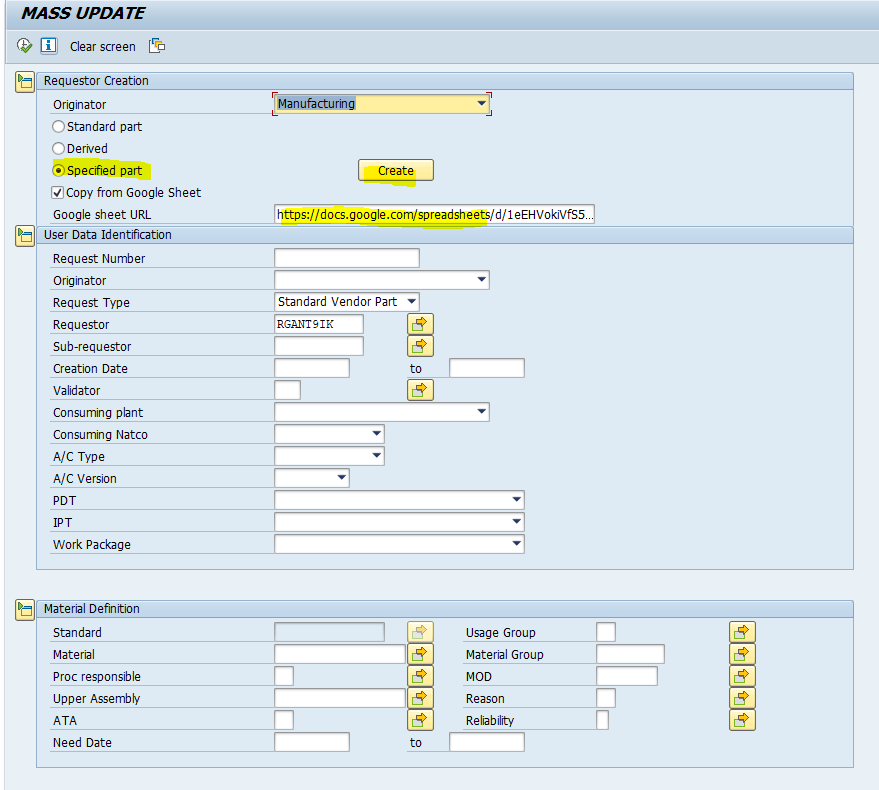 MASS UPDATE
Clear screen
Requestor Creation
Originator Manufacturing
Standard part
Derived
Specified part Create
Copy from Google Sheet
Google sheet URL https://docs.google.com/spreadsheets/d/1eEHVokiVfS5...
User Data Identification
Request Number
Originator
Request Type Standard Vendor Part
Requestor RGANT9IK
Sub-requestor
Creation Date to
Validator
Consuming plant
Consuming Natco
A/C Type
A/C Version
PDT
IPT
Work Package
Material Definition
Standard Usage Group
Material Material Group
Proc responsible MOD
Upper Assembly Reason
ATA Reliability
Need Date to